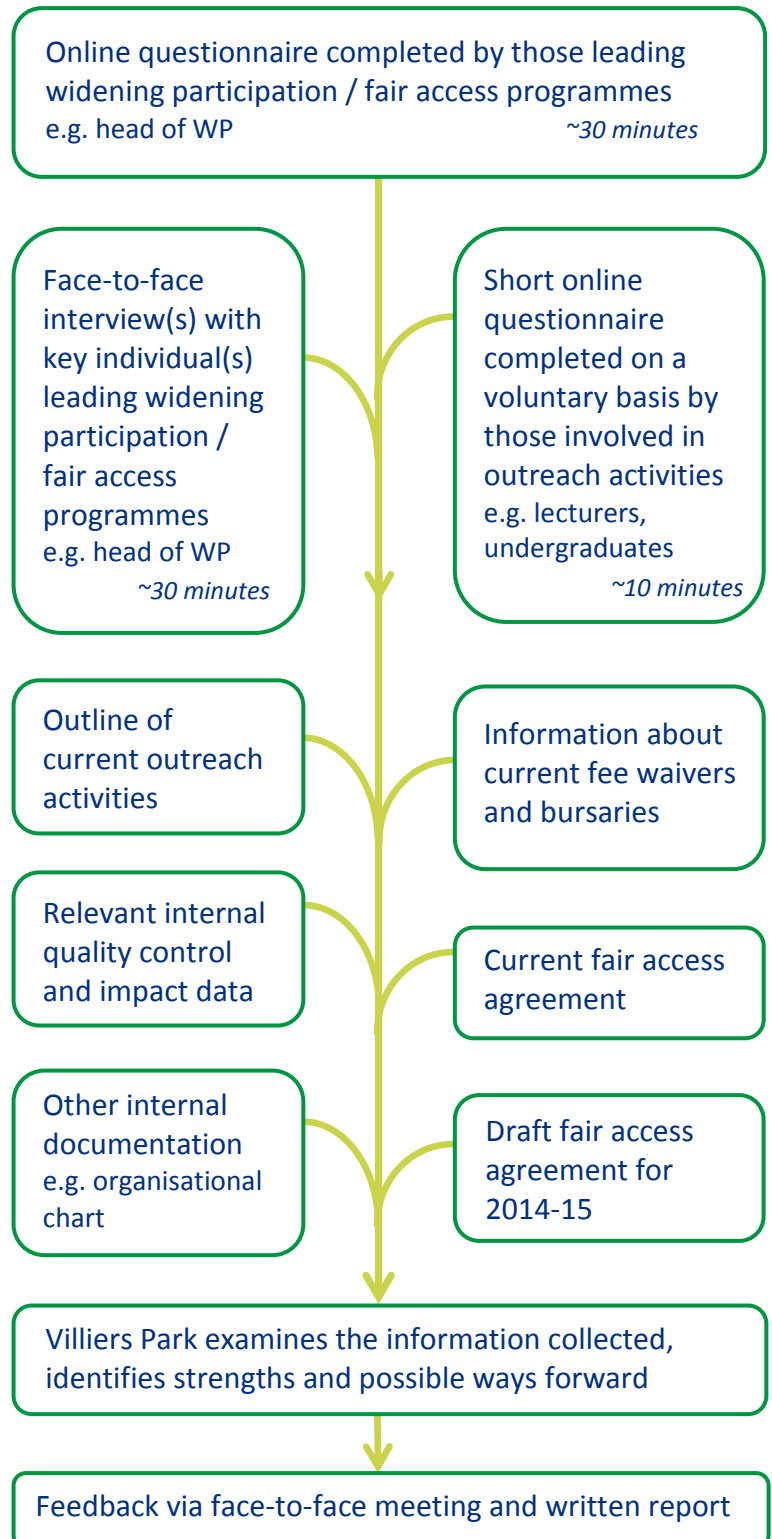 Online questionnaire completed by those leading
widening participation / fair access programmes
e.g. head of WP ~30 minutes
Face-to-face
interview(s) with
key individual(s)
leading widening
participation /
fair access
programmes
e.g. head of WP
~30 minutes
Short online
questionnaire
completed on a
voluntary basis by
those involved in
outreach activities
e.g. lecturers,
undergraduates
~10 minutes
Outline of
current outreach
activities
Information about
current fee waivers
and bursaries
Relevant internal
quality control
and impact data
Current fair access
agreement
Other internal
documentation
e.g. organisational
chart
Draft fair access
agreement for
2014-15
Villiers Park examines the information collected,
identifies strengths and possible ways forward
Feedback via face-to-face meeting and written report